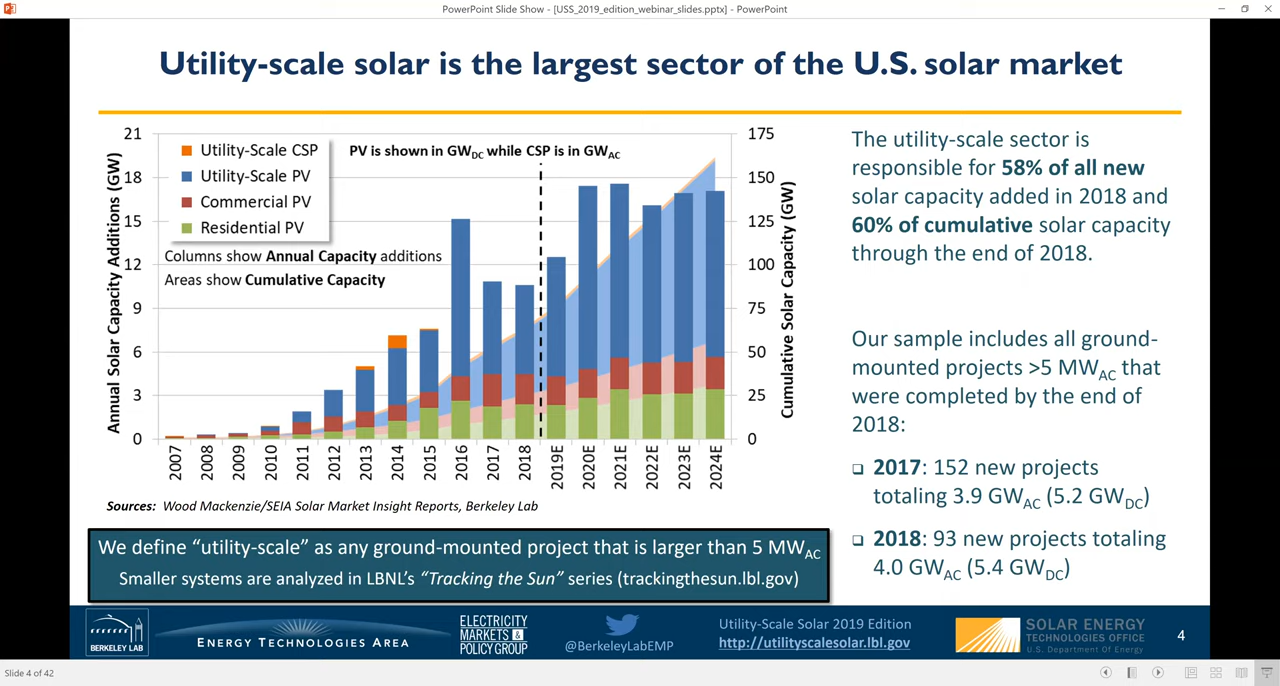 PowerPoint Slide Show - [USS_2019_edition_webinar_slides.pptx] - PowerPoint
Utility-scale solar is the largest sector of the U.S. solar market
21
18
15
12
9
6
3
0
Annual Solar Capacity Additions (GW)
Utility-Scale CSP
Utility-Scale PV
Commercial PV
Residential PV
PV is shown in GWDC while CSP is in GWAC
Columns show Annual Capacity additions
Areas show Cumulative Capacity
175
150
125
100
75
50
25
0
Cumulative Solar Capacity (GW)
2007
2008
2009
2010
2011
2012
2013
2014
2015
2016
2017
2018
2019E
2020E
2021E
2022E
2023E
2024E
Sources: Wood Mackenzie/SEIA Solar Market Insight Reports, Berkeley Lab
We define “utility-scale” as any ground-mounted project that is larger than 5 MWAC
Smaller systems are analyzed in LBNL’s “Tracking the Sun” series (trackingthesun.lbl.gov)
The utility-scale sector is
responsible for 58% of all new
solar capacity added in 2018 and
60% of cumulative solar capacity
through the end of 2018.
Our sample includes all ground-
mounted projects >5 MWAC that
were completed by the end of
2018:
2017: 152 new projects
totaling 3.9 GWAC (5.2 GWDC)
2018: 93 new projects totaling
4.0 GWAC (5.4 GWDC)
BERKELEY LAB
ENERGY TECHNOLOGIES AREA
ELECTRICITY
MARKETS &
POLICY GROUP
@BerkeleyLabEMP
Utility-Scale Solar 2019 Edition
http://utilityscalesolar.lbl.gov
SOLAR ENERGY
TECHNOLOGIES OFFICE
U.S. Department Of Energy
4
Slide 4 of 42